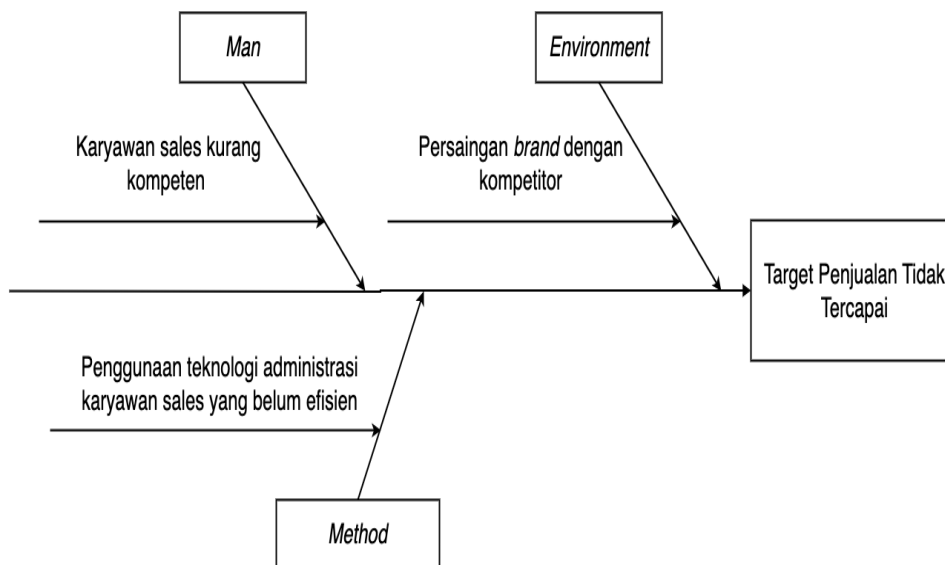 Man
Environment
Karyawan sales kurang
kompeten
Persaingan brand dengan
kompetitor
Target Penjualan Tidak
Tercapai
Penggunaan teknologi administrasi
karyawan sales yang belum efisien
Method